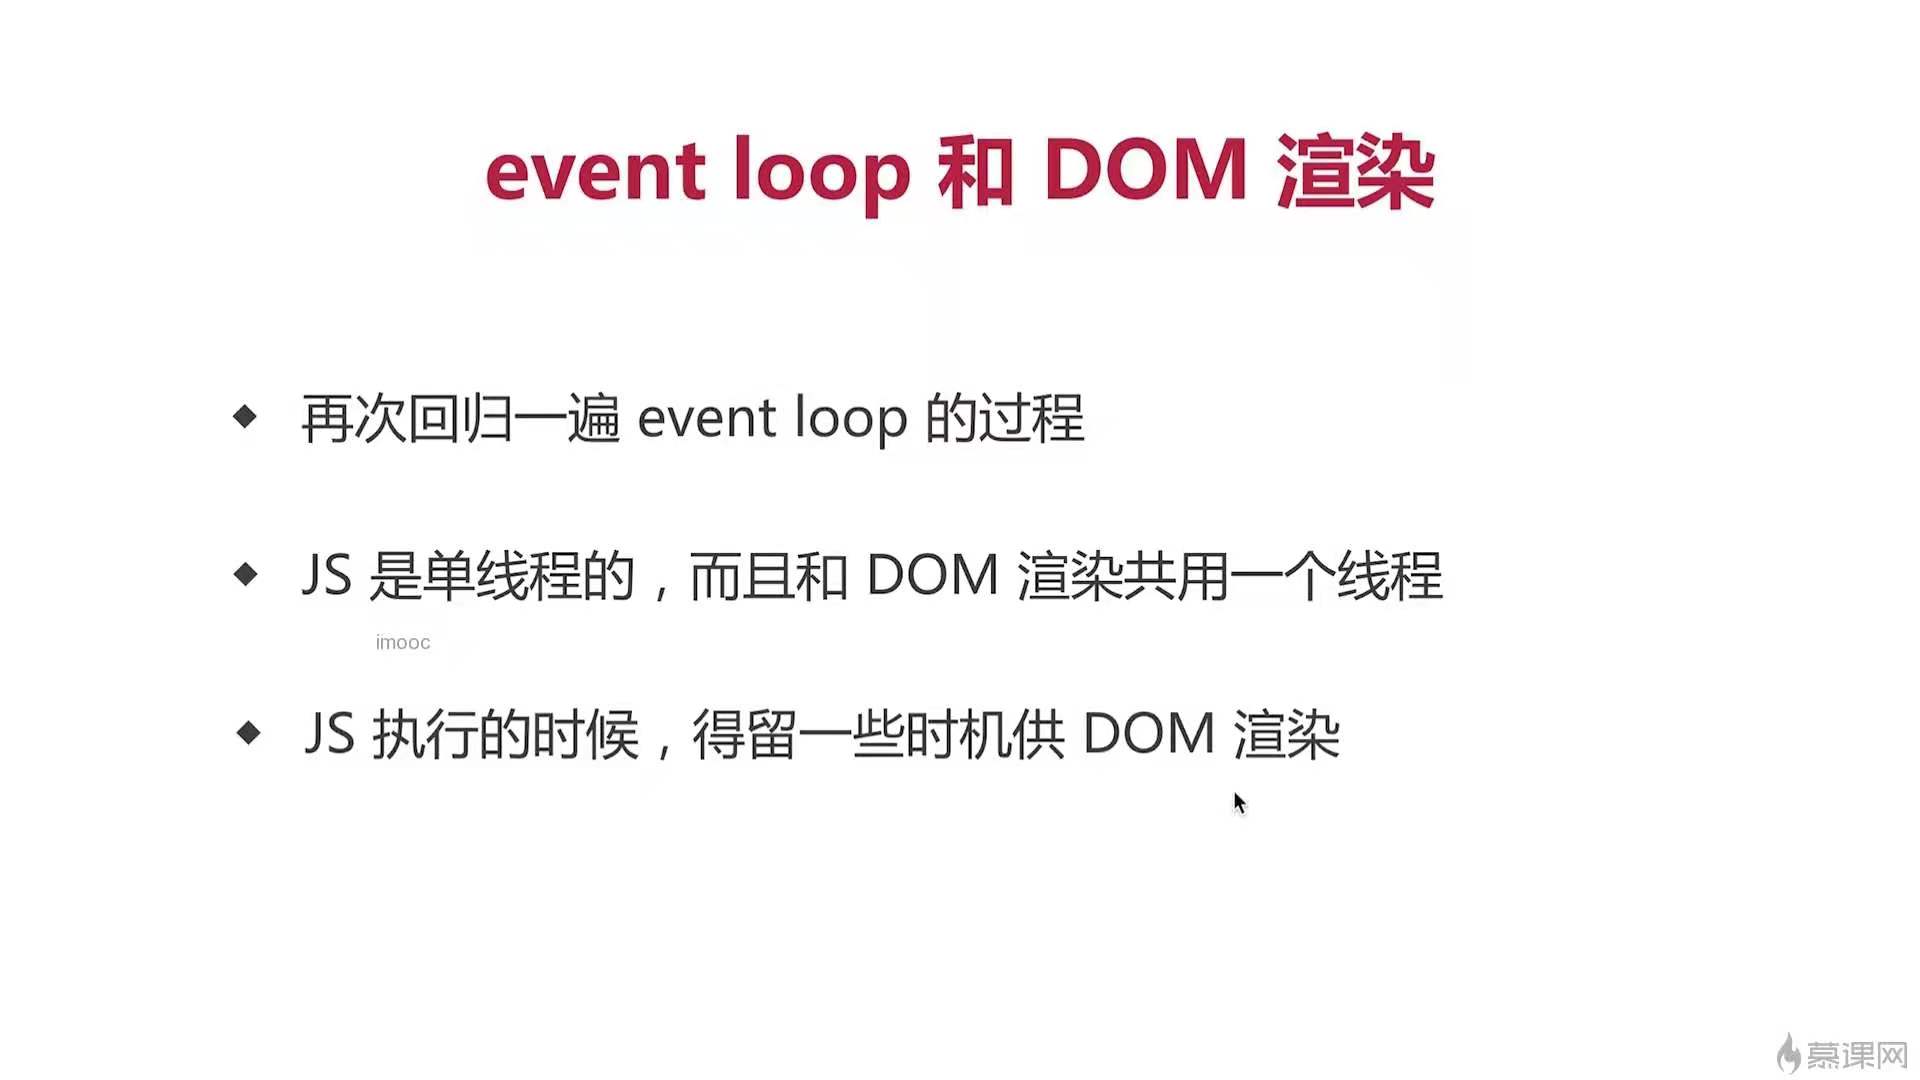 event loop 和 DOM 渲染
再次回归一遍 event loop 的过程
JS 是单线程的，而且和 DOM 渲染共用一个线程
imooc
JS 执行的时候，得留一些时机供 DOM 渲染
慕课网